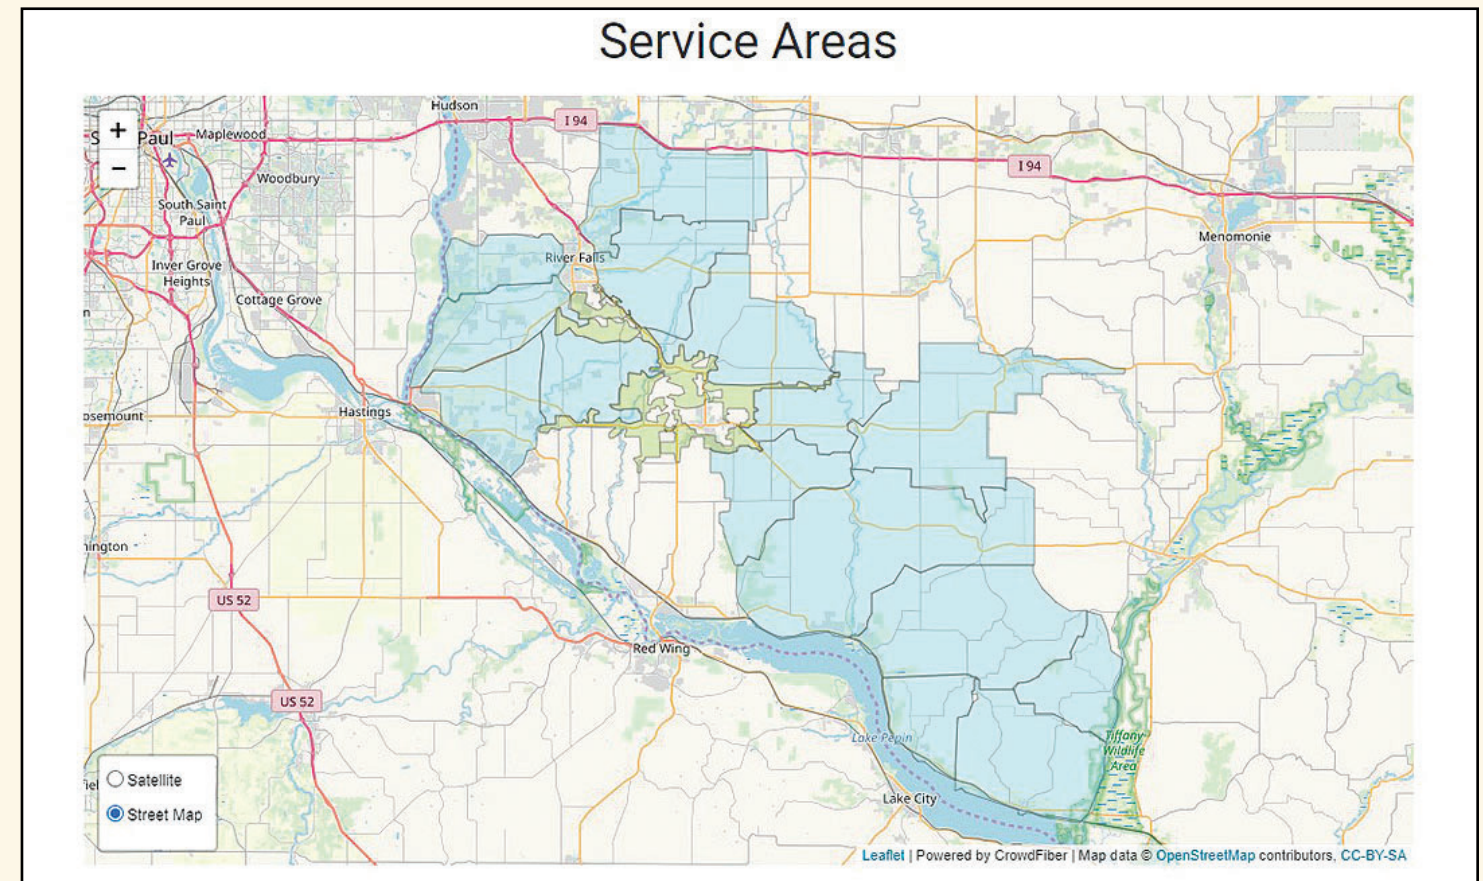 Service Areas
Hudson
I 94
+
Paul
Maplewood
−
I 94
Woodbury
South Saint
Paul
Menomonie
River Falls
Inver Grove
Heights
Cottage Grove
Hastings
US 52
Red Wing
US 52
Lake Pepin
Tiffany
Wildlife
Area
Satellite
Lake City
Street Map
Leaflet | Powered by CrowdFiber | Map data © OpenStreetMap contributors, CC-BY-SA